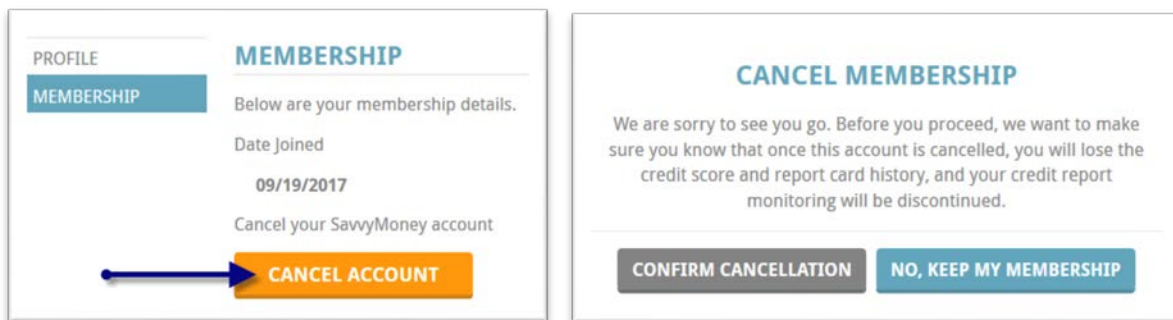 PROFILE
MEMBERSHIP
MEMBERSHIP
Below are your membership details.
Date Joined
09/19/2017
Cancel your SavvyMoney account
CANCEL ACCOUNT
CANCEL MEMBERSHIP
We are sorry to see you go. Before you proceed, we want to make
sure you know that once this account is cancelled, you will lose the
credit score and report card history, and your credit report
monitoring will be discontinued.
CONFIRM CANCELLATION
NO, KEEP MY MEMBERSHIP